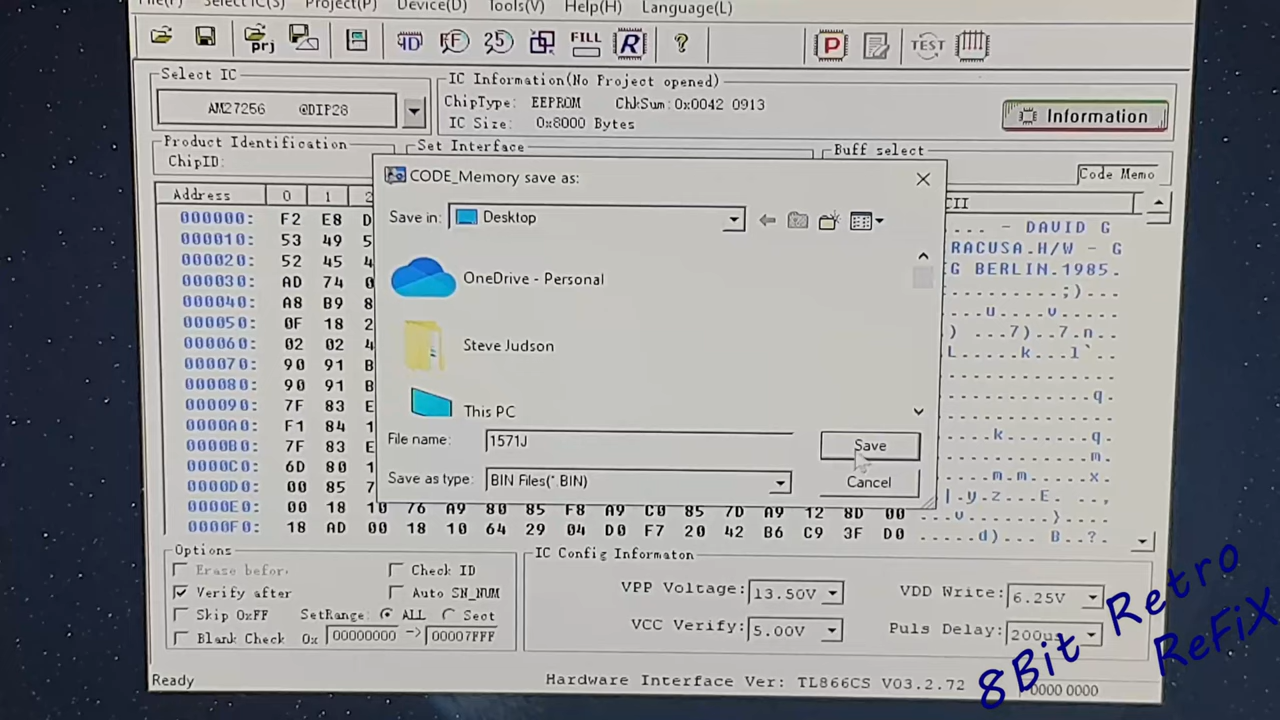 Select IC(S) Project(P) Device(D) Tools(V) Help(H) Language(L)
prj FILL R ? P TEST
Select IC
AM27256 @DIP28
IC Information(No Project opened)
ChipType: EEPROM ChkSum:0x0042 0913
IC Size: 0x8000 Bytes
Information
Product Identification
ChipID:
Set Interface
Buff select
Code Memo
CODE_Memory save as:
Save in: Desktop
OneDrive - Personal
Steve Judson
This PC
File name: 1571J
Save
Save as type: BIN Files(*.BIN)
Cancel
Address 0 1 2 CII
000000: F2 E8 D ... - DAVID G
000010: 53 49 5 RACUSA.H/W - G
000020: 52 45 4 G BERLIN.1985.
000030: AD 74 0
000040: A8 B9 8
000050: 0F 18 2
000060: 02 02 4
000070: 90 91 B
000080: 90 91 B
000090: 7F 83 E
0000A0: F1 84 1
0000B0: 7F 83 E
0000C0: 6D 80 1
0000D0: 00 85 7
0000E0: 00 18 10 76 A9 80 85 F8 A9 C0 85 7D A9 12 8D 00
0000F0: 18 AD 00 18 10 64 29 04 D0 F7 20 42 B6 C9 3F D0
Options
Erase befor.
Check ID
Verify after
Auto SN_NUM
Skip 0xFF SetRange: ALL Sect
Blank Check 0x 00000000 -> 00007FFF
IC Config Informaton
VPP Voltage: 13.50V VDD Write: 6.25V
VCC Verify: 5.00V Puls Delay: 200us
Ready
Hardware Interface Ver: TL866CS V03.2.72
0000 0000
8Bit Retro
ReFiX